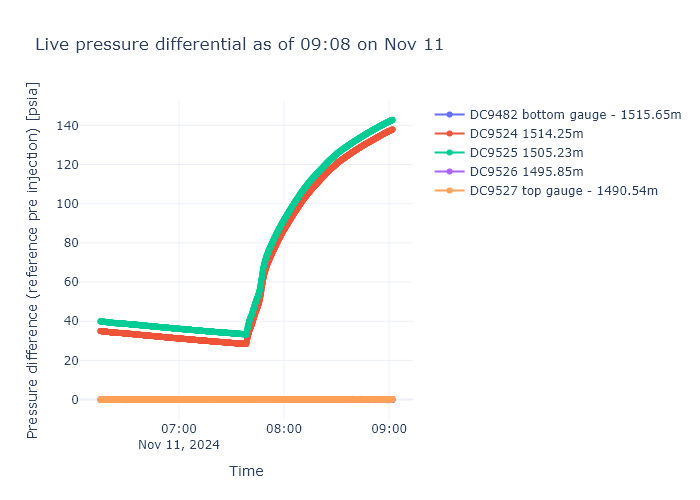 Live pressure differential as of 09:08 on Nov 11
Pressure difference (reference pre injection) [psia]
140
120
100
80
60
40
20
0
07:00
Nov 11, 2024
08:00
09:00
Time
DC9482 bottom gauge - 1515.65m
DC9524 1514.25m
DC9525 1505.23m
DC9526 1495.85m
DC9527 top gauge - 1490.54m